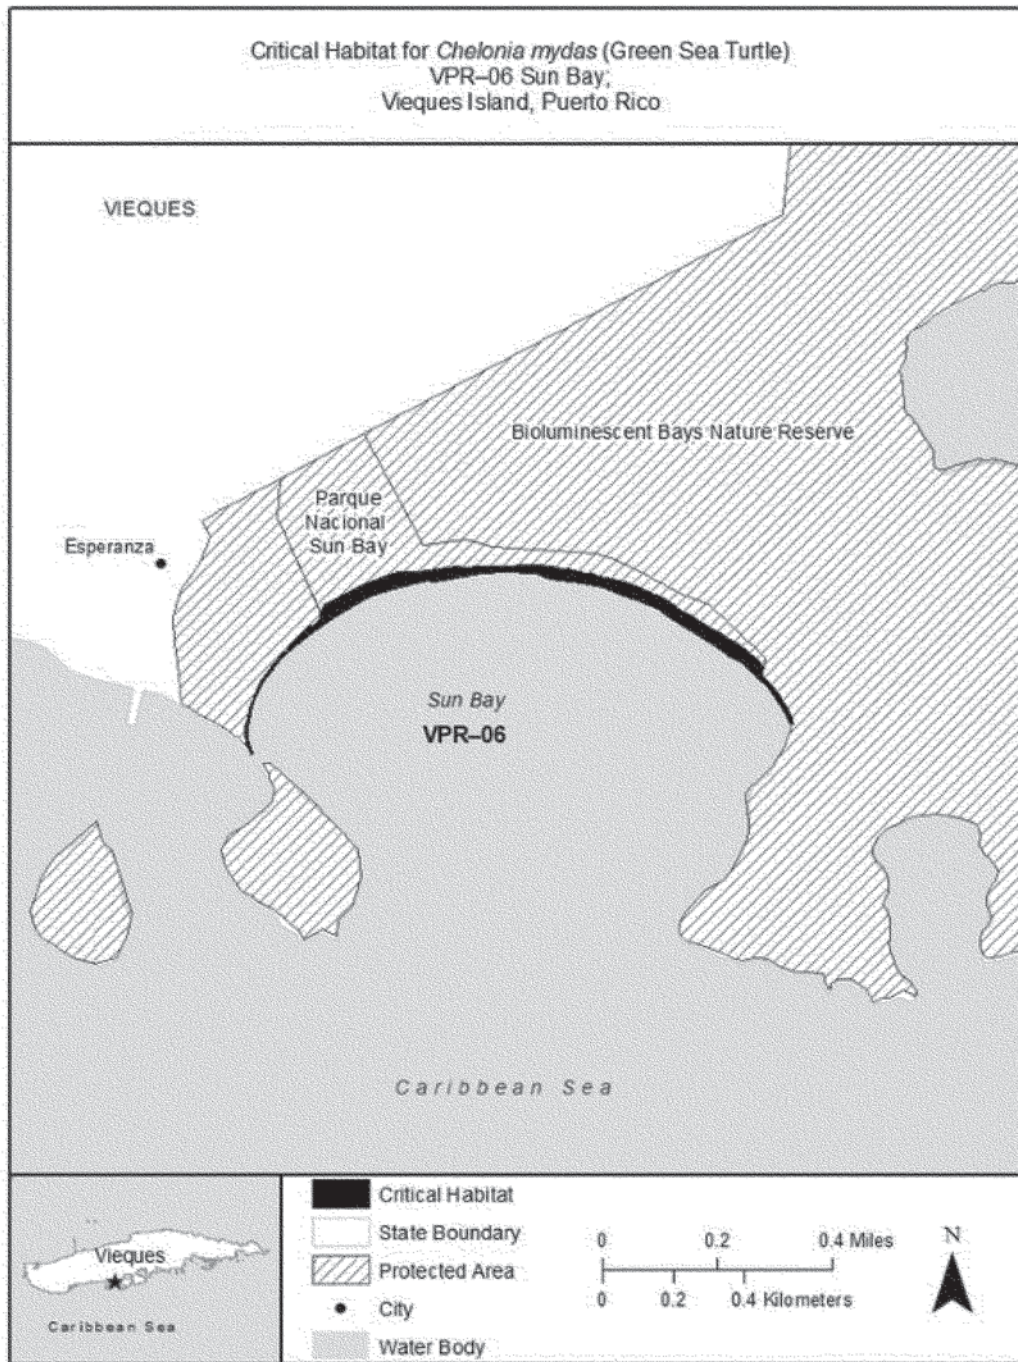 Critical Habitat for Chelonia mydas (Green Sea Turtle)
VPR–06 Sun Bay;
Vieques Island, Puerto Rico
VIEQUES
Bioluminescent Bays Nature Reserve
Parque
Nacional
Sun Bay
Esperanza
Sun Bay
VPR–06
Caribbean Sea
Vieques
Caribbean Sea
Critical Habitat
State Boundary
Protected Area
City
Water Body
0 0.2 0.4 Miles
0 0.2 0.4 Kilometers
N